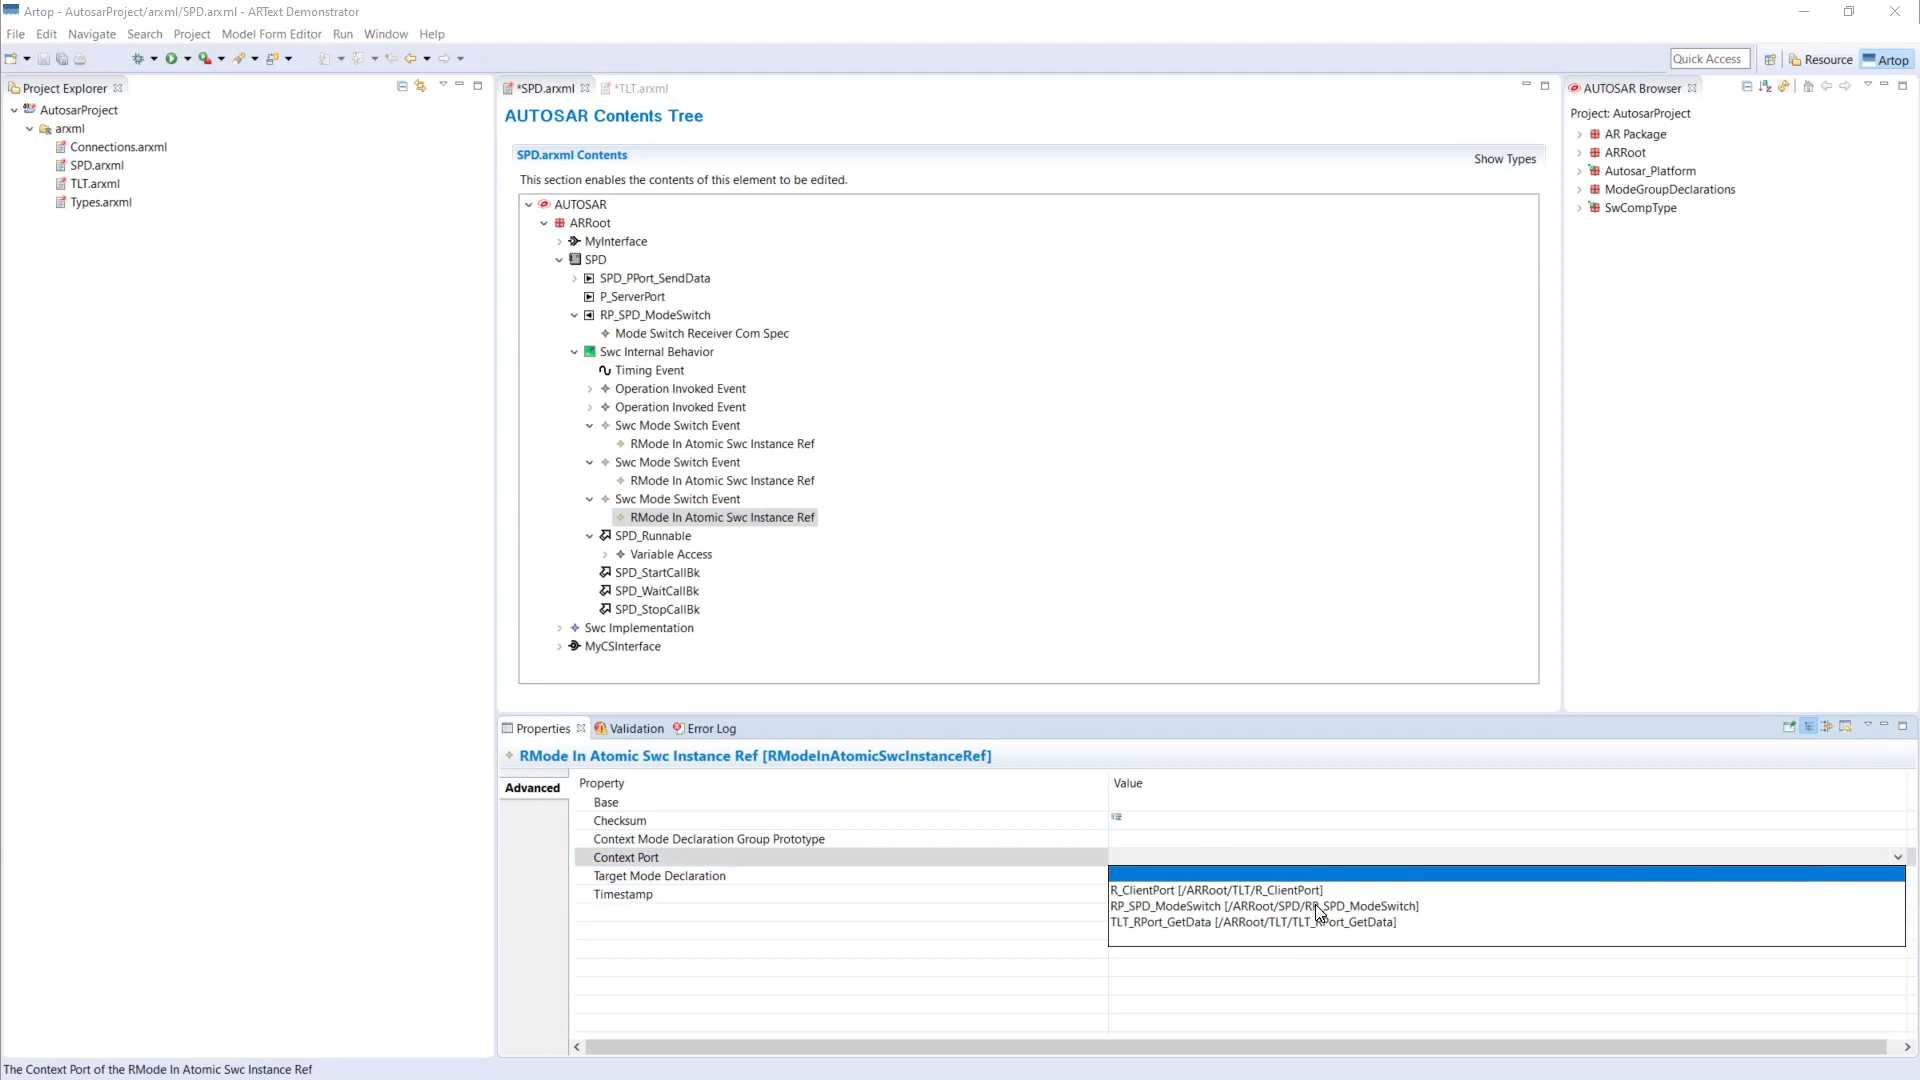 Artop - AutosarProject/arxml/SPD.arxml - ARText Demonstrator
File Edit Navigate Search Project Model Form Editor Run Window Help
Quick Access Resource Artop
Project Explorer
AutosarProject
arxml
Connections.arxml
SPD.arxml
TLT.arxml
Types.arxml
*SPD.arxml *TLT.arxml
AUTOSAR Contents Tree
SPD.arxml Contents
Show Types
This section enables the contents of this element to be edited.
AUTOSAR
ARRoot
MyInterface
SPD
SPD_PPort_SendData
P_ServerPort
RP_SPD_ModeSwitch
Mode Switch Receiver Com Spec
Swc Internal Behavior
Timing Event
Operation Invoked Event
Operation Invoked Event
Swc Mode Switch Event
RMode In Atomic Swc Instance Ref
Swc Mode Switch Event
RMode In Atomic Swc Instance Ref
Swc Mode Switch Event
RMode In Atomic Swc Instance Ref
SPD_Runnable
Variable Access
SPD_StartCallBk
SPD_WaitCallBk
SPD_StopCallBk
Swc Implementation
MyCSInterface
AUTOSAR Browser
Project: AutosarProject
AR Package
ARRoot
Autosar_Platform
ModeGroupDeclarations
SwCompType
Properties Validation Error Log
RMode In Atomic Swc Instance Ref [RModeInAtomicSwcInstanceRef]
Advanced
Property Value
Base
Checksum
Context Mode Declaration Group Prototype
Context Port
Target Mode Declaration
Timestamp
R_ClientPort [/ARRoot/TLT/R_ClientPort]
RP_SPD_ModeSwitch [/ARRoot/SPD/RP_SPD_ModeSwitch]
TLT_RPort_GetData [/ARRoot/TLT/TLT_RPort_GetData]
The Context Port of the RMode In Atomic Swc Instance Ref